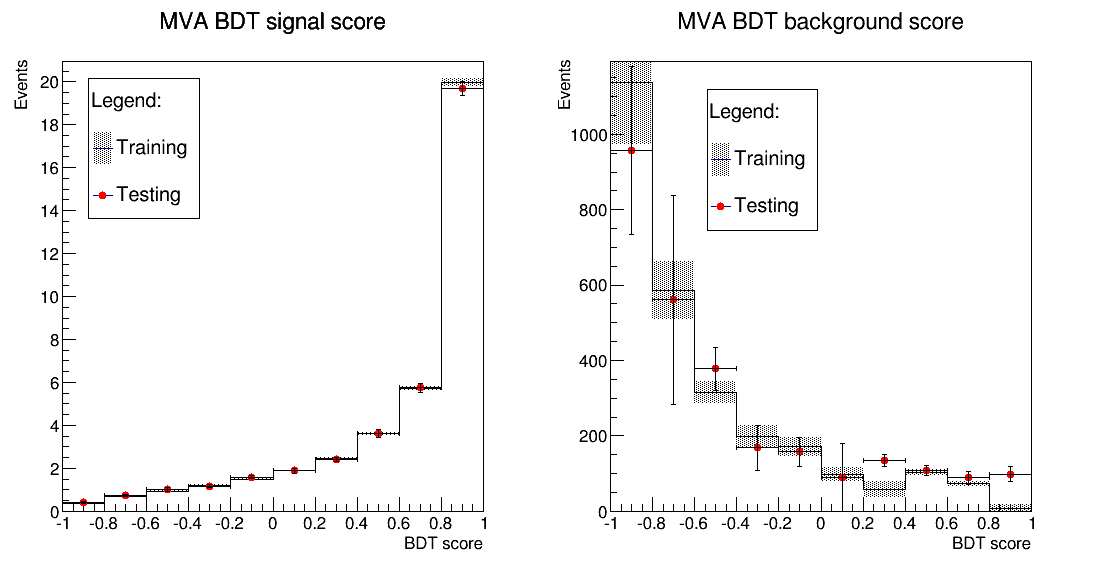 MVA BDT signal score
Events
20
18
16
14
12
10
8
6
4
2
0
Legend:
Training
Testing
-1 -0.8 -0.6 -0.4 -0.2 0 0.2 0.4 0.6 0.8 1
BDT score
MVA BDT background score
Events
1000
800
600
400
200
0
Legend:
Training
Testing
-1 -0.8 -0.6 -0.4 -0.2 0 0.2 0.4 0.6 0.8 1
BDT score